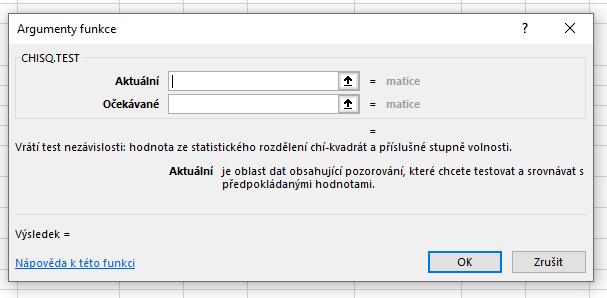 Argumenty funkce
CHISQ.TEST
Aktuální = matice
Očekávané = matice
=
Vrátí test nezávislosti: hodnota ze statistického rozdělení chí-kvadrát a příslušné stupně volnosti.
Aktuální je oblast dat obsahující pozorování, které chcete testovat a srovnávat s
předpokládanými hodnotami.
Výsledek =
Nápověda k této funkci
OK
Zrušit